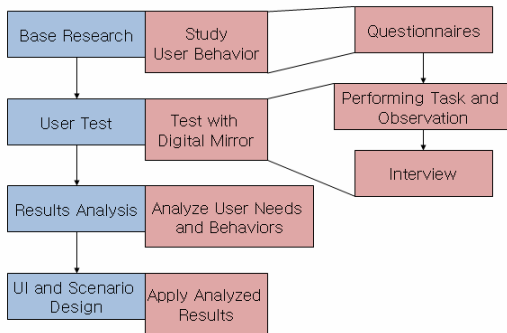 Base Research
Study
User Behavior
Questionnaires
User Test
Test with
Digital Mirror
Performing Task and
Observation
Interview
Results Analysis
Analyze User Needs
and Behaviors
UI and Scenario
Design
Apply Analyzed
Results